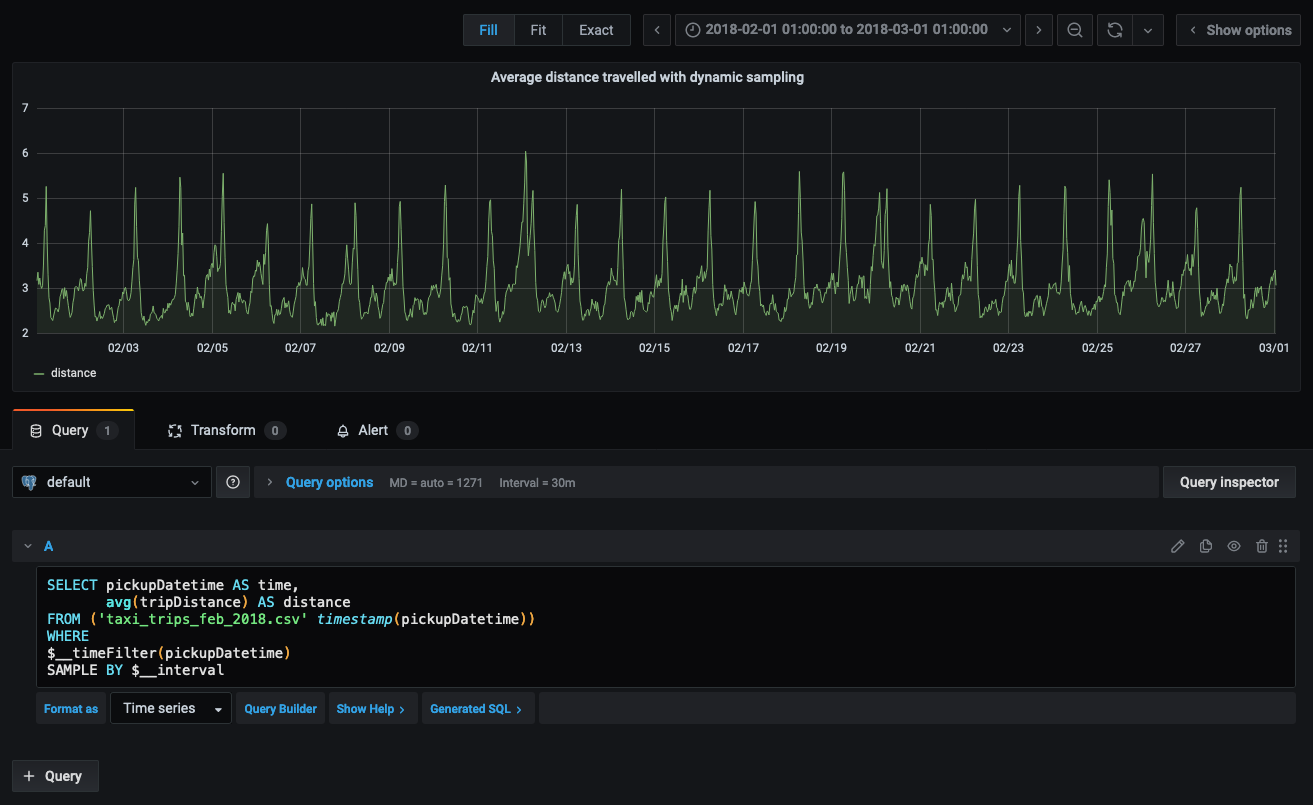 Fill Fit Exact 2018-02-01 01:00:00 to 2018-03-01 01:00:00 Show options
Average distance travelled with dynamic sampling
7
6
5
4
3
2
02/03 02/05 02/07 02/09 02/11 02/13 02/15 02/17 02/19 02/21 02/23 02/25 02/27 03/01
distance
Query 1 Transform 0 Alert 0
default Query options MD = auto = 1271 Interval = 30m Query inspector
A
SELECT pickupDatetime AS time,
avg(tripDistance) AS distance
FROM ('taxi_trips_feb_2018.csv' timestamp(pickupDatetime))
WHERE
$__timeFilter(pickupDatetime)
SAMPLE BY $__interval
Format as Time series Query Builder Show Help > Generated SQL >
+ Query